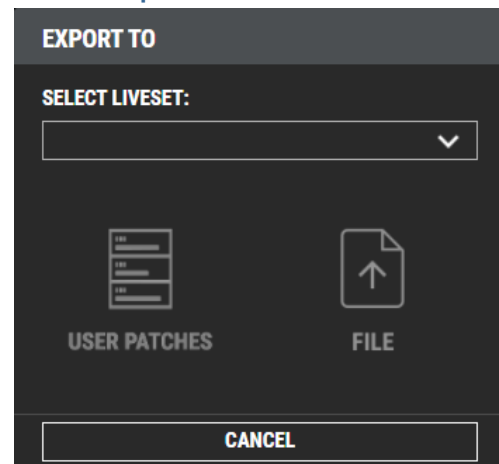 EXPORT TO
SELECT LIVESET:
USER PATCHES
FILE
CANCEL